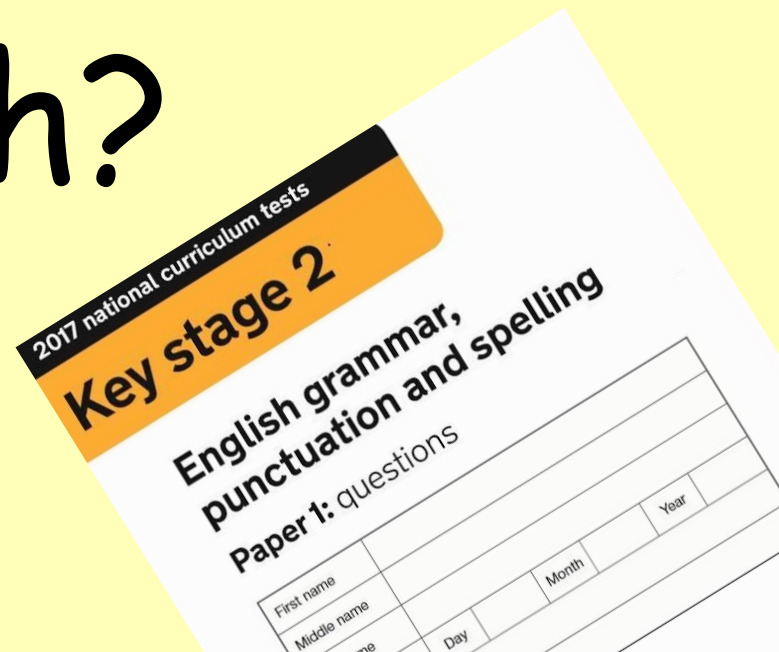 h?
2017 national curriculum tests
Key stage 2
English grammar,
punctuation and spelling
Paper 1: questions
First name
Middle name
me
Day Month Year